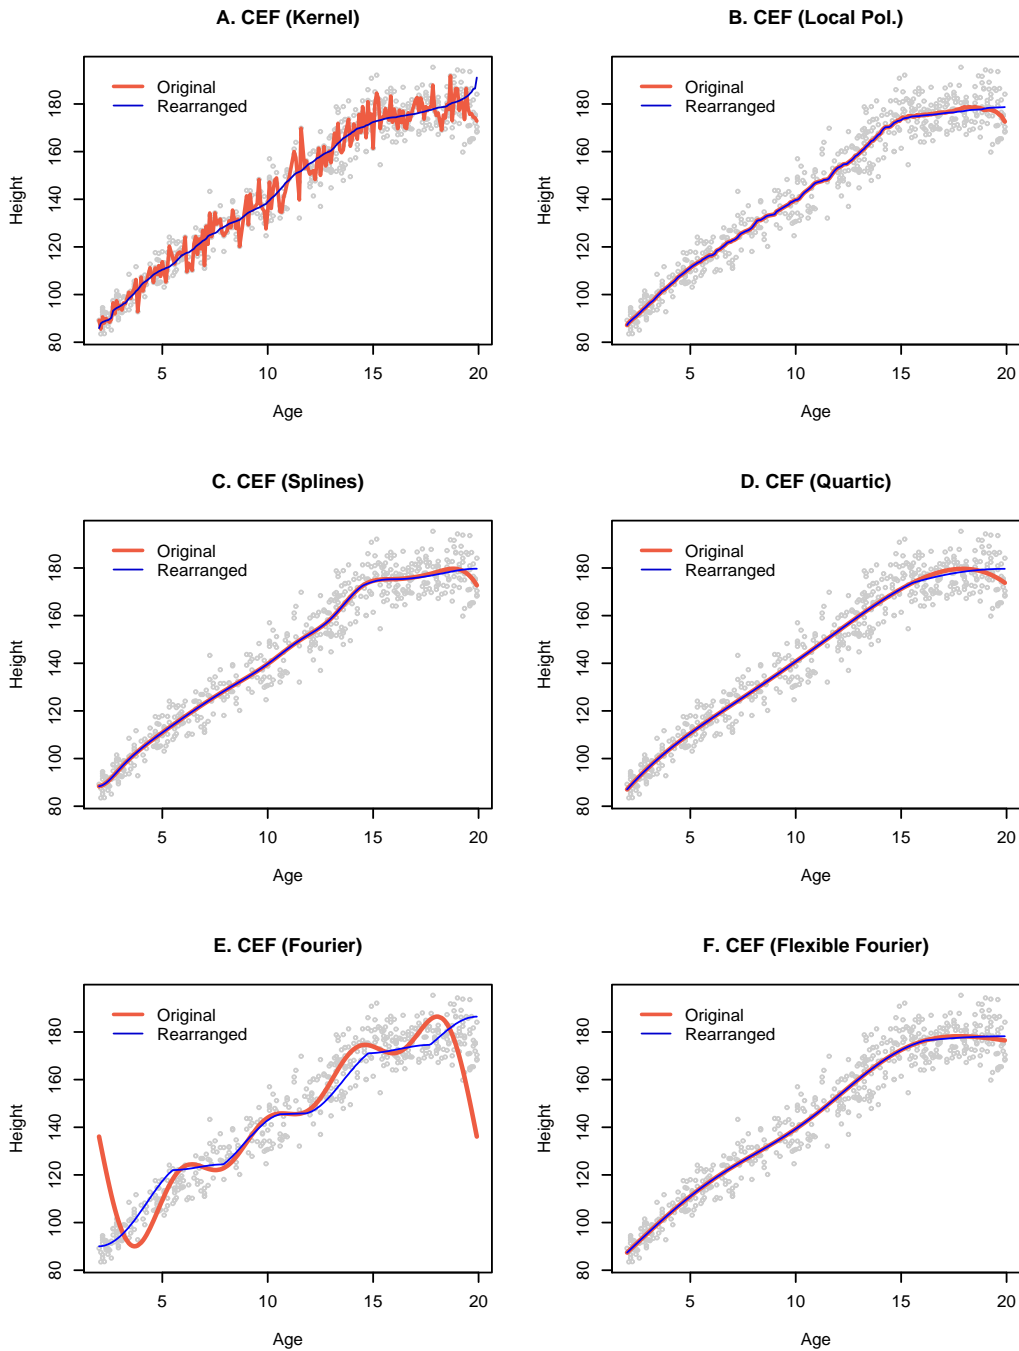 A. CEF (Kernel)
Original
Rearranged
Height
80 100 120 140 160 180
5 10 15 20
Age
B. CEF (Local Pol.)
Original
Rearranged
Height
80 100 120 140 160 180
5 10 15 20
Age
C. CEF (Splines)
Original
Rearranged
Height
80 100 120 140 160 180
5 10 15 20
Age
D. CEF (Quartic)
Original
Rearranged
Height
80 100 120 140 160 180
5 10 15 20
Age
E. CEF (Fourier)
Original
Rearranged
Height
80 100 120 140 160 180
5 10 15 20
Age
F. CEF (Flexible Fourier)
Original
Rearranged
Height
80 100 120 140 160 180
5 10 15 20
Age